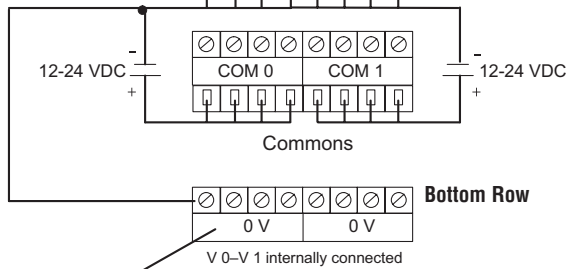 -
-
12-24 VDC
COM 0
COM 1
12-24 VDC
+
+
Commons
Bottom Row
0 V
0 V
V 0–V 1 internally connected